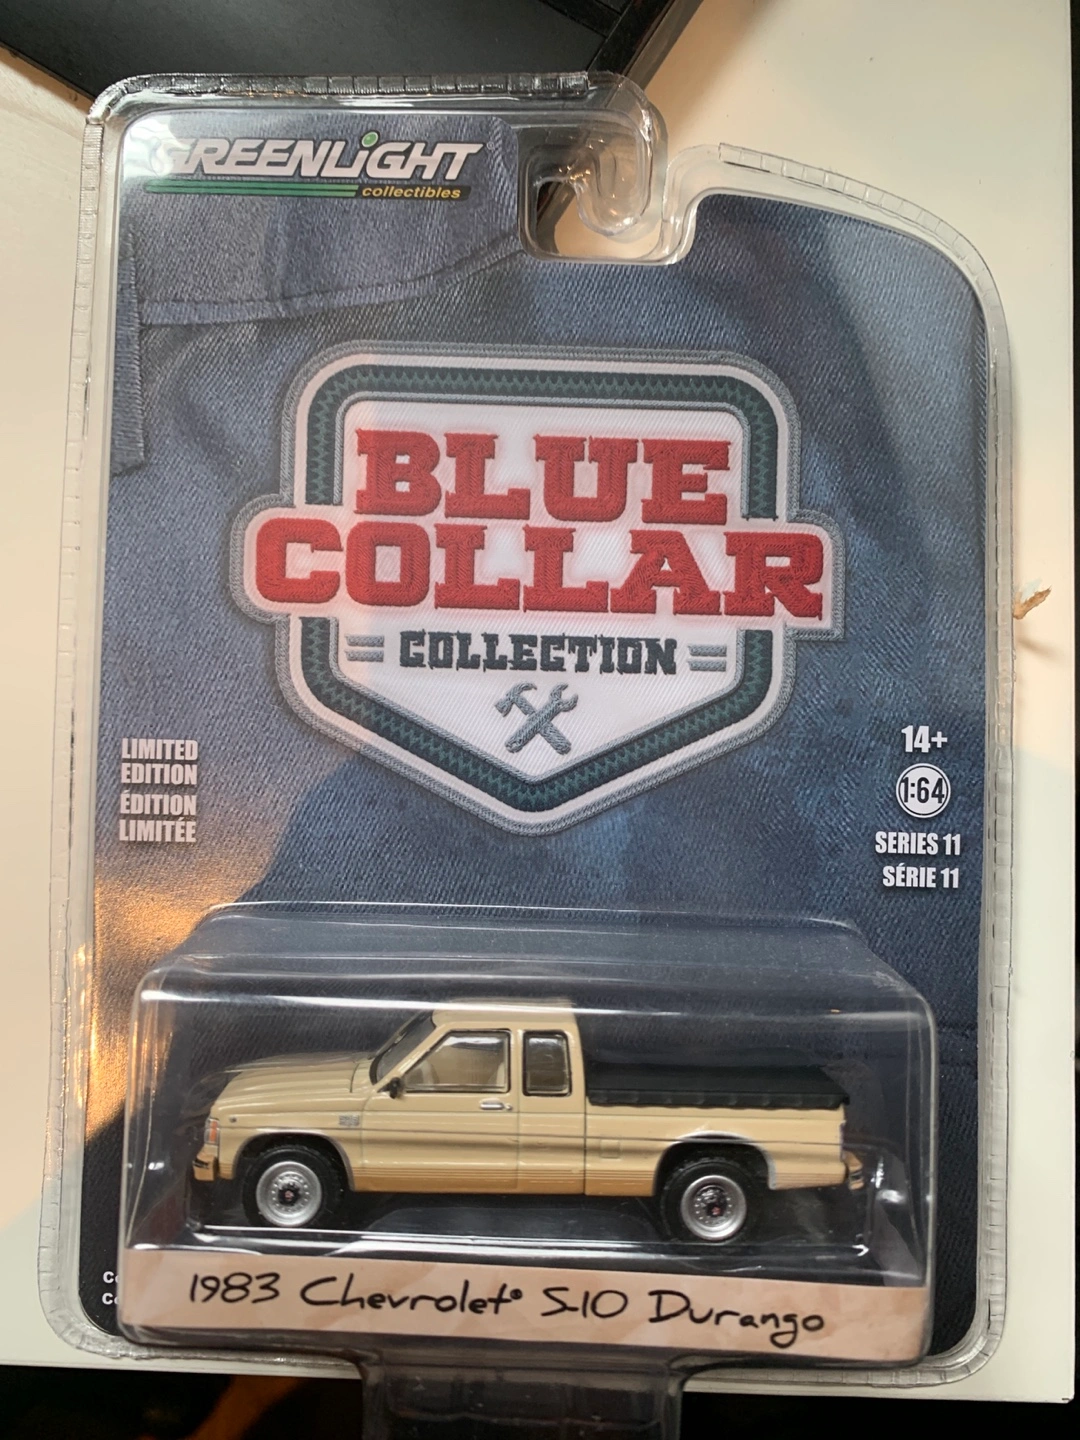 GREENLIGHT
collectibles
BLUE
COLLAR
COLLECTION
LIMITED
EDITION
ÉDITION
LIMITÉE
14+
1:64
SERIES 11
SÉRIE 11
1983 Chevrolet® S-10 Durango